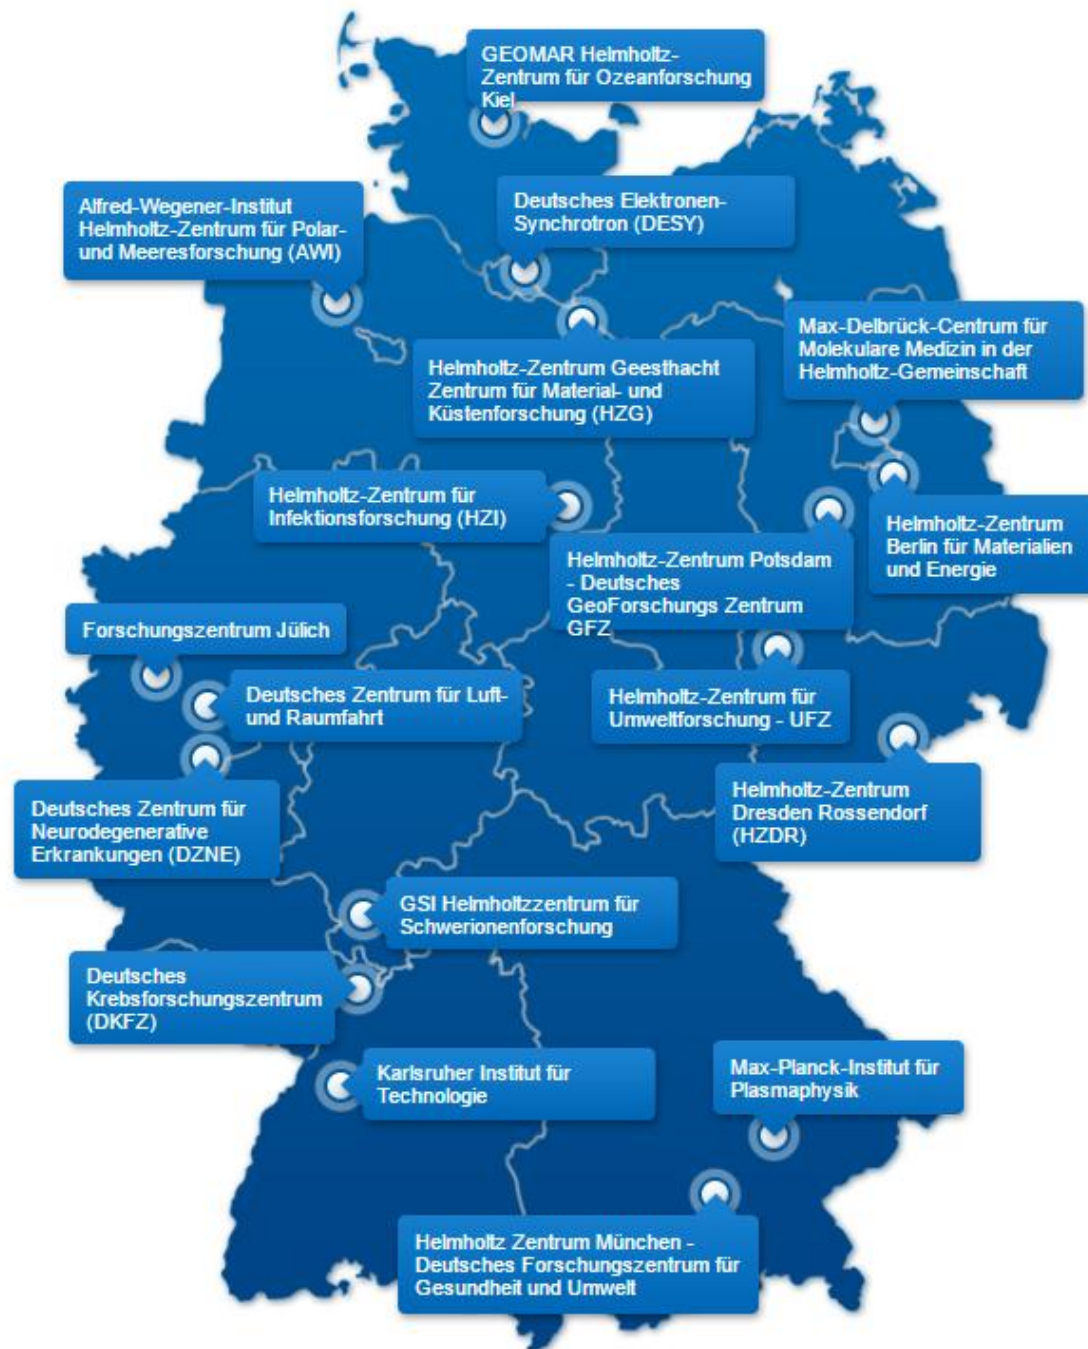 GEOMAR Helmholtz-
Zentrum für Ozeanforschung
Kiel
Alfred-Wegener-Institut
Helmholtz-Zentrum für Polar-
und Meeresforschung (AWI)
Deutsches Elektronen-
Synchrotron (DESY)
Max-Delbrück-Centrum für
Molekulare Medizin in der
Helmholtz-Gemeinschaft
Helmholtz-Zentrum Geesthacht
Zentrum für Material- und
Küstenforschung (HZG)
Helmholtz-Zentrum für
Infektionsforschung (HZI)
Helmholtz-Zentrum
Berlin für Materialien
und Energie
Helmholtz-Zentrum Potsdam
- Deutsches
GeoForschungs Zentrum
GFZ
Forschungszentrum Jülich
Deutsches Zentrum für Luft-
und Raumfahrt
Helmholtz-Zentrum für
Umweltforschung - UFZ
Deutsches Zentrum für
Neurodegenerative
Erkrankungen (DZNE)
Helmholtz-Zentrum
Dresden Rossendorf
(HZDR)
GSI Helmholtzzentrum für
Schwerionenforschung
Deutsches
Krebsforschungszentrum
(DKFZ)
Karlsruher Institut für
Technologie
Max-Planck-Institut für
Plasmaphysik
Helmholtz Zentrum München -
Deutsches Forschungszentrum für
Gesundheit und Umwelt